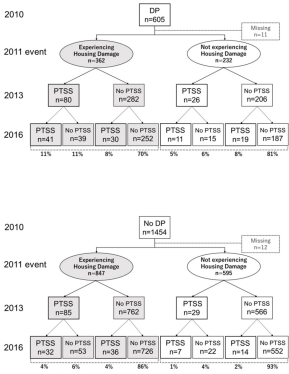 2010
DP
n=605
Missing
n=11
2011 event
Experiencing
Housing Damage
n=362
Not experiencing
Housing Damage
n=232
2013
PTSS
n=80
No PTSS
n=282
PTSS
n=26
No PTSS
n=206
2016
PTSS
n=41
No PTSS
n=39
PTSS
n=30
No PTSS
n=252
PTSS
n=11
No PTSS
n=15
PTSS
n=19
No PTSS
n=187
11% 11% 8% 70% 5% 6% 8% 81%
2010
No DP
n=1454
Missing
n=12
2011 event
Experiencing
Housing Damage
n=847
Not experiencing
Housing Damage
n=595
2013
PTSS
n=85
No PTSS
n=762
PTSS
n=29
No PTSS
n=566
2016
PTSS
n=32
No PTSS
n=53
PTSS
n=36
No PTSS
n=726
PTSS
n=7
No PTSS
n=22
PTSS
n=14
No PTSS
n=552
4% 6% 4% 86% 1% 4% 2% 93%